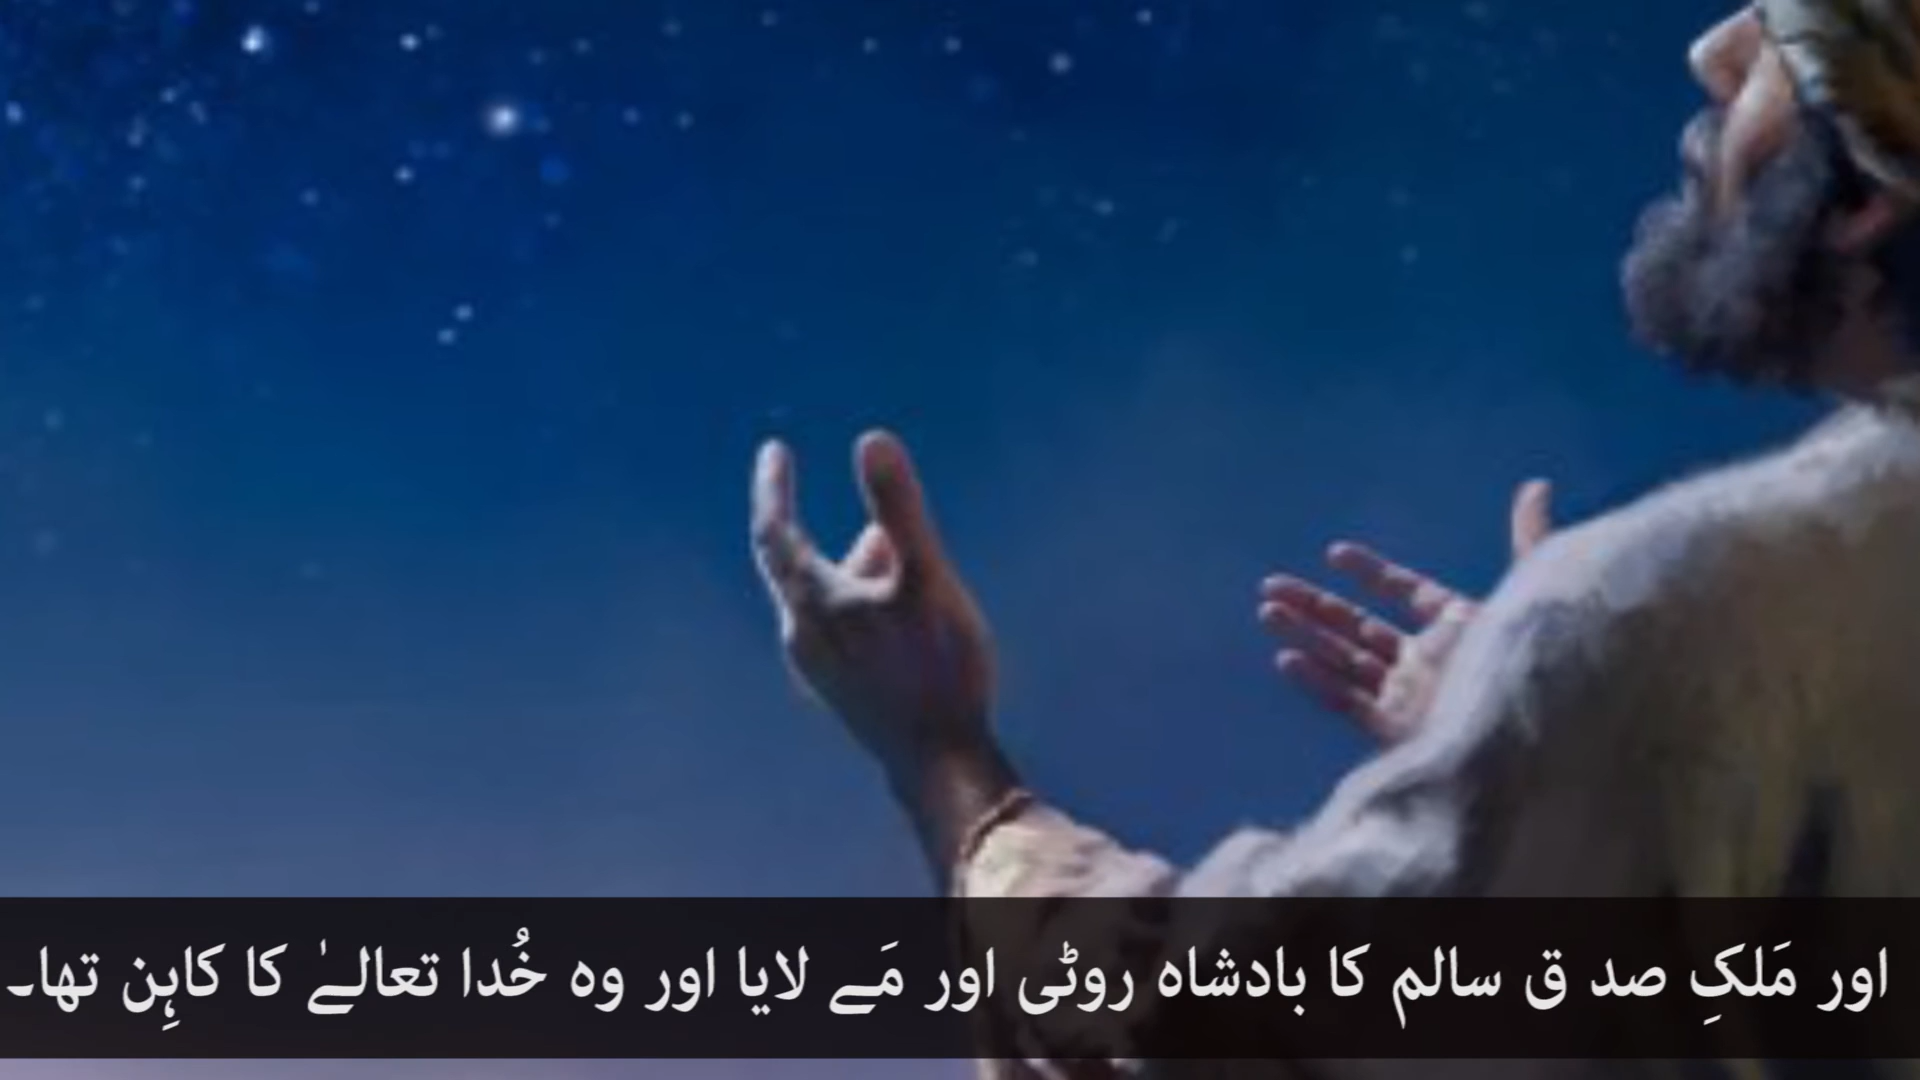 اور مَلکِ صد ق سالم کا بادشاہ روٹی اور مَے لایا اور وہ خُدا تعالےٰ کا کاہِن تھا۔